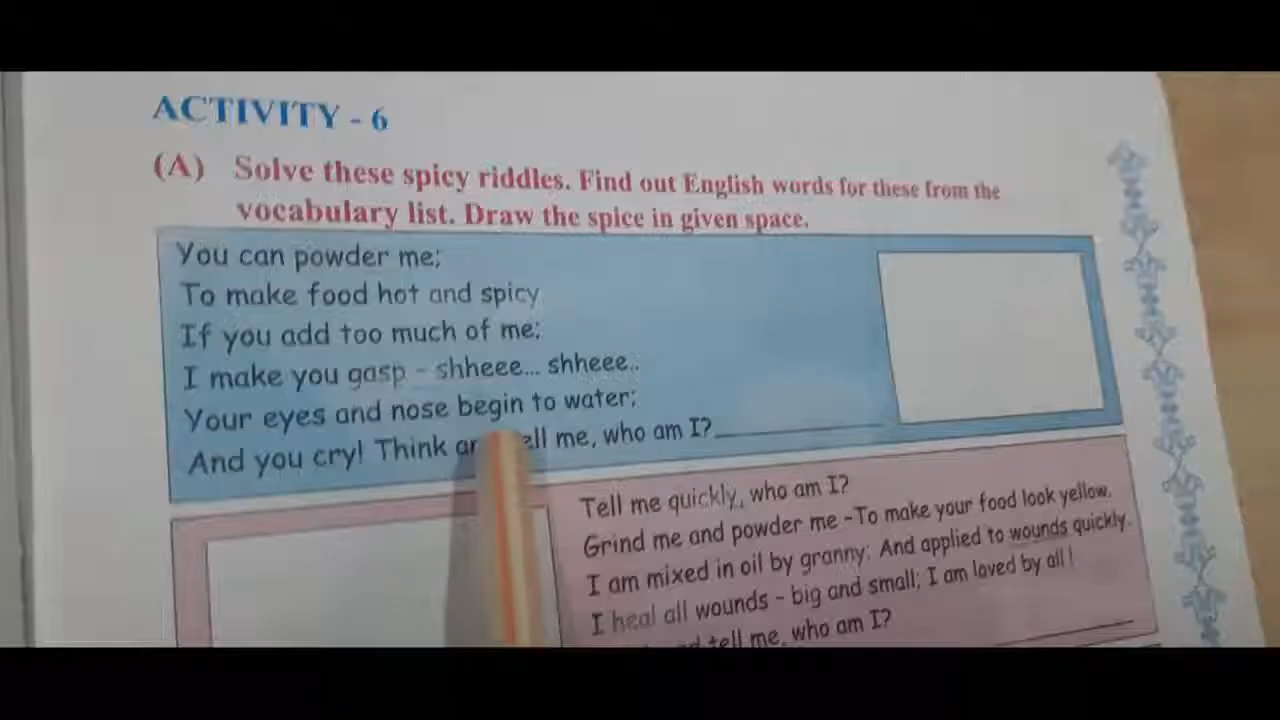 ACTIVITY - 6
(A) Solve these spicy riddles. Find out English words for these from the
vocabulary list. Draw the spice in given space.
You can powder me;
To make food hot and spicy
If you add too much of me;
I make you gasp - shheee... shheee..
Your eyes and nose begin to water;
And you cry! Think me, who am I?
Tell me quickly, who am I?
Grind me and powder me - To make your food look yellow.
I am mixed in oil by granny; And applied to wounds quickly.
I heal all wounds - big and small; I am loved by all!
tell me, who am I?